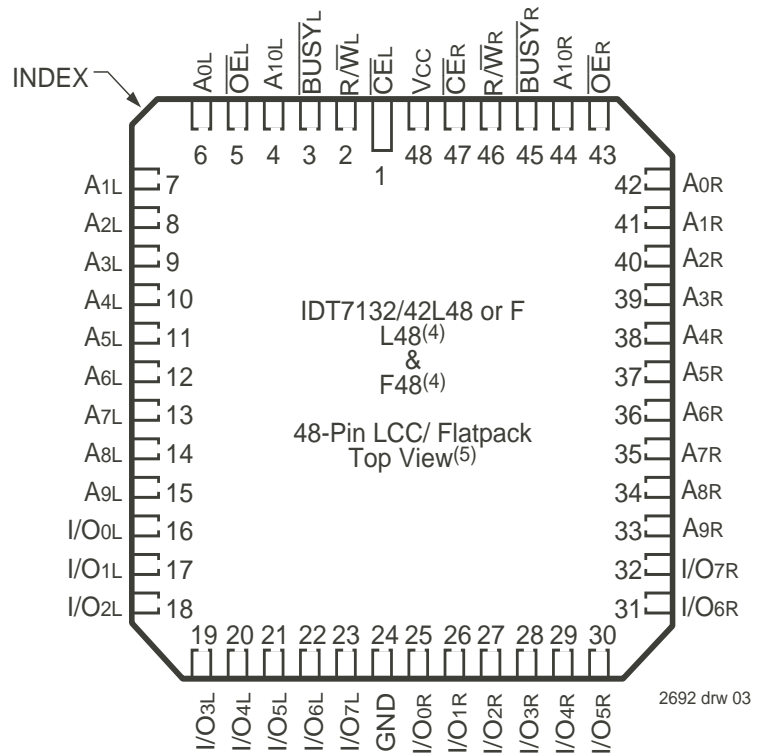 INDEX
A0L
OEL
A10L
BUSYL
R/WL
CEL
VCC
CER
R/WR
BUSYR
A10R
OER
6 5 4 3 2 1 48 47 46 45 44 43
A1L 7
A2L 8
A3L 9
A4L 10
A5L 11
A6L 12
A7L 13
A8L 14
A9L 15
I/O0L 16
I/O1L 17
I/O2L 18
IDT7132/42L48 or F
L48(4)
&
F48(4)
48-Pin LCC/ Flatpack
Top View(5)
42 A0R
41 A1R
40 A2R
39 A3R
38 A4R
37 A5R
36 A6R
35 A7R
34 A8R
33 A9R
32 I/O7R
31 I/O6R
19 20 21 22 23 24 25 26 27 28 29 30
I/O3L
I/O4L
I/O5L
I/O6L
I/O7L
GND
I/O0R
I/O1R
I/O2R
I/O3R
I/O4R
I/O5R
2692 drw 03